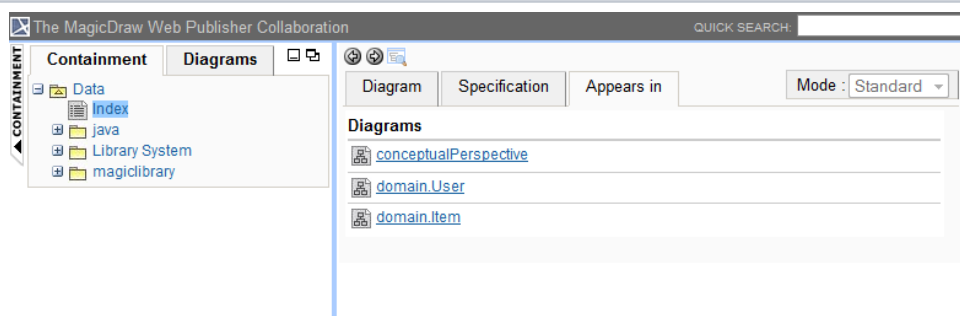 The MagicDraw Web Publisher Collaboration QUICK SEARCH:
CONTAINMENT
Containment Diagrams
Data
Index
java
Library System
magiclibrary
Diagram Specification Appears in Mode : Standard
Diagrams
conceptualPerspective
domain.User
domain.Item